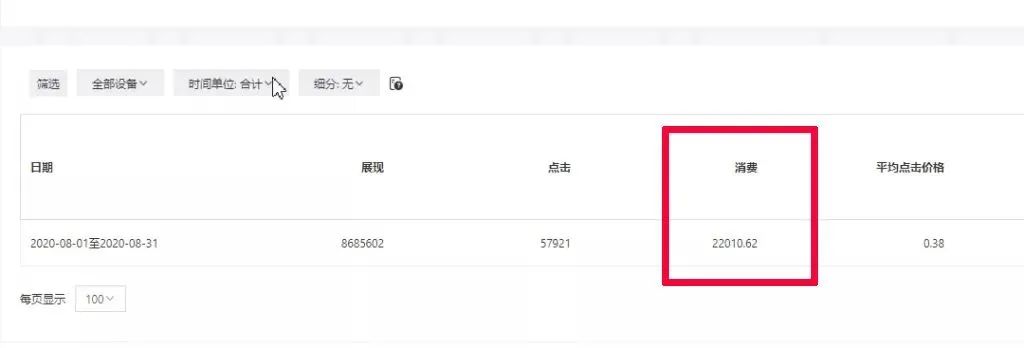 筛选 全部设备 时间单位: 合计 细分: 无
日期 展现 点击 消费 平均点击价格
2020-08-01至2020-08-31 8685602 57921 22010.62 0.38
每页显示 100